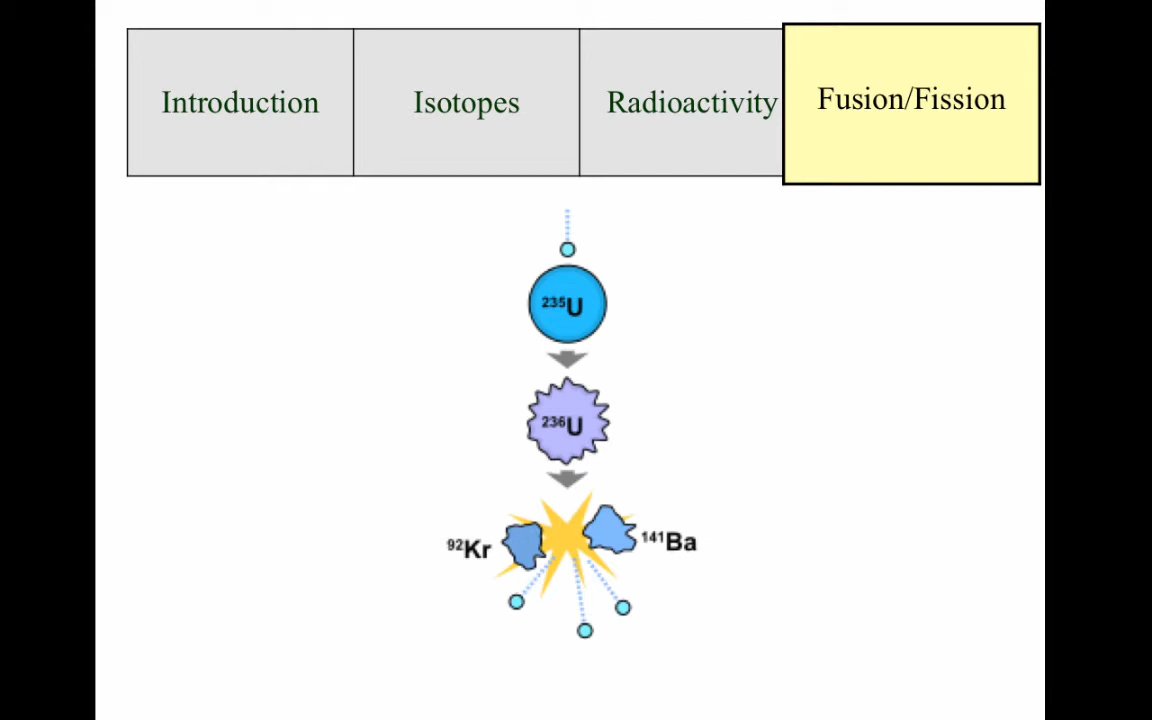 Introduction
Isotopes
Radioactivity
Fusion/Fission
²³⁵U
²³⁶U
⁹²Kr
¹⁴¹Ba